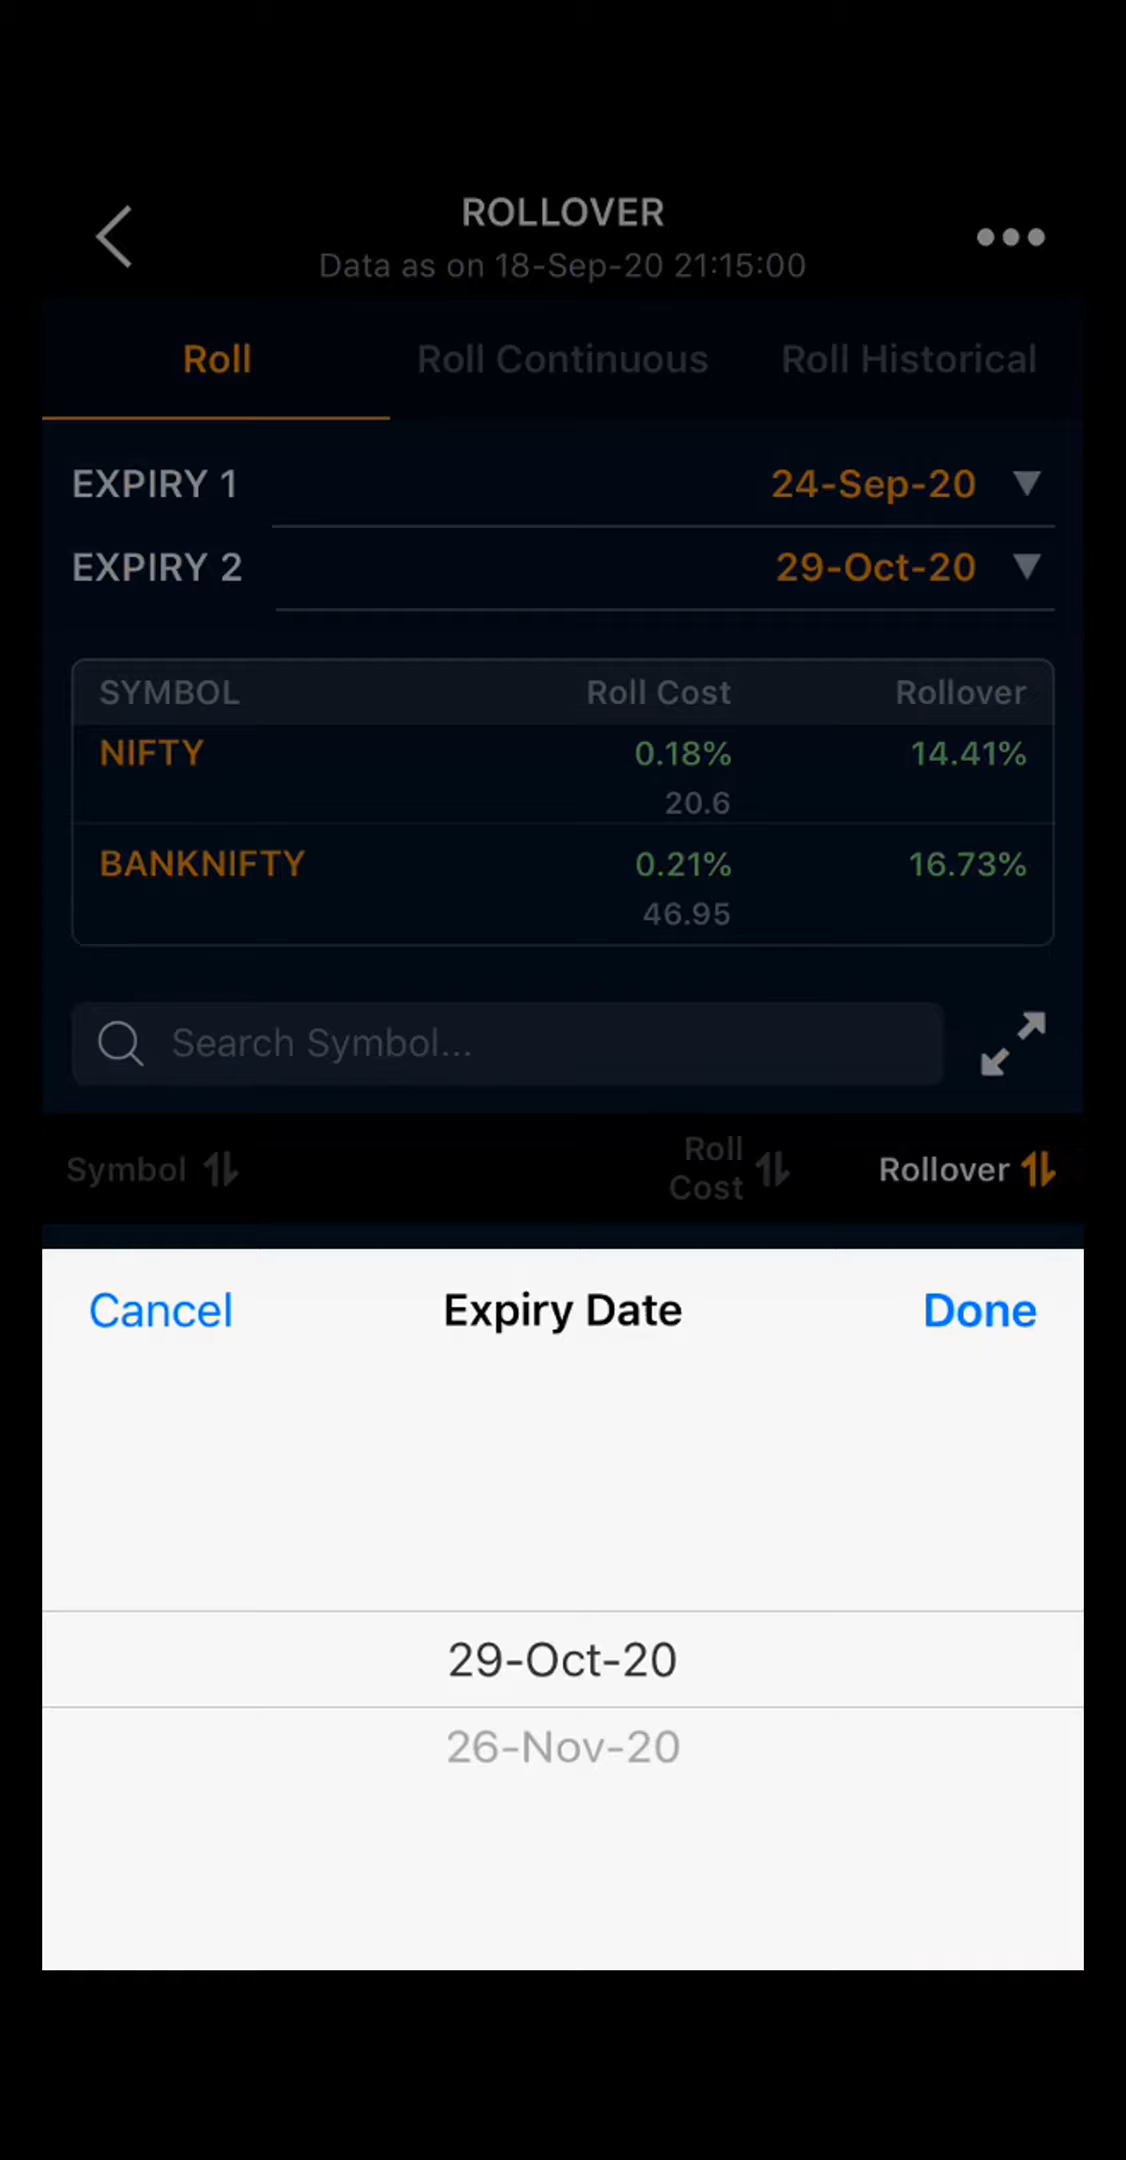 ROLLOVER
Data as on 18-Sep-20 21:15:00
Roll Roll Continuous Roll Historical
EXPIRY 1 24-Sep-20
EXPIRY 2 29-Oct-20
SYMBOL Roll Cost Rollover
NIFTY 0.18% 14.41%
20.6
BANKNIFTY 0.21% 16.73%
46.95
Search Symbol...
Symbol Roll Cost Rollover
Cancel Expiry Date Done
29-Oct-20
26-Nov-20